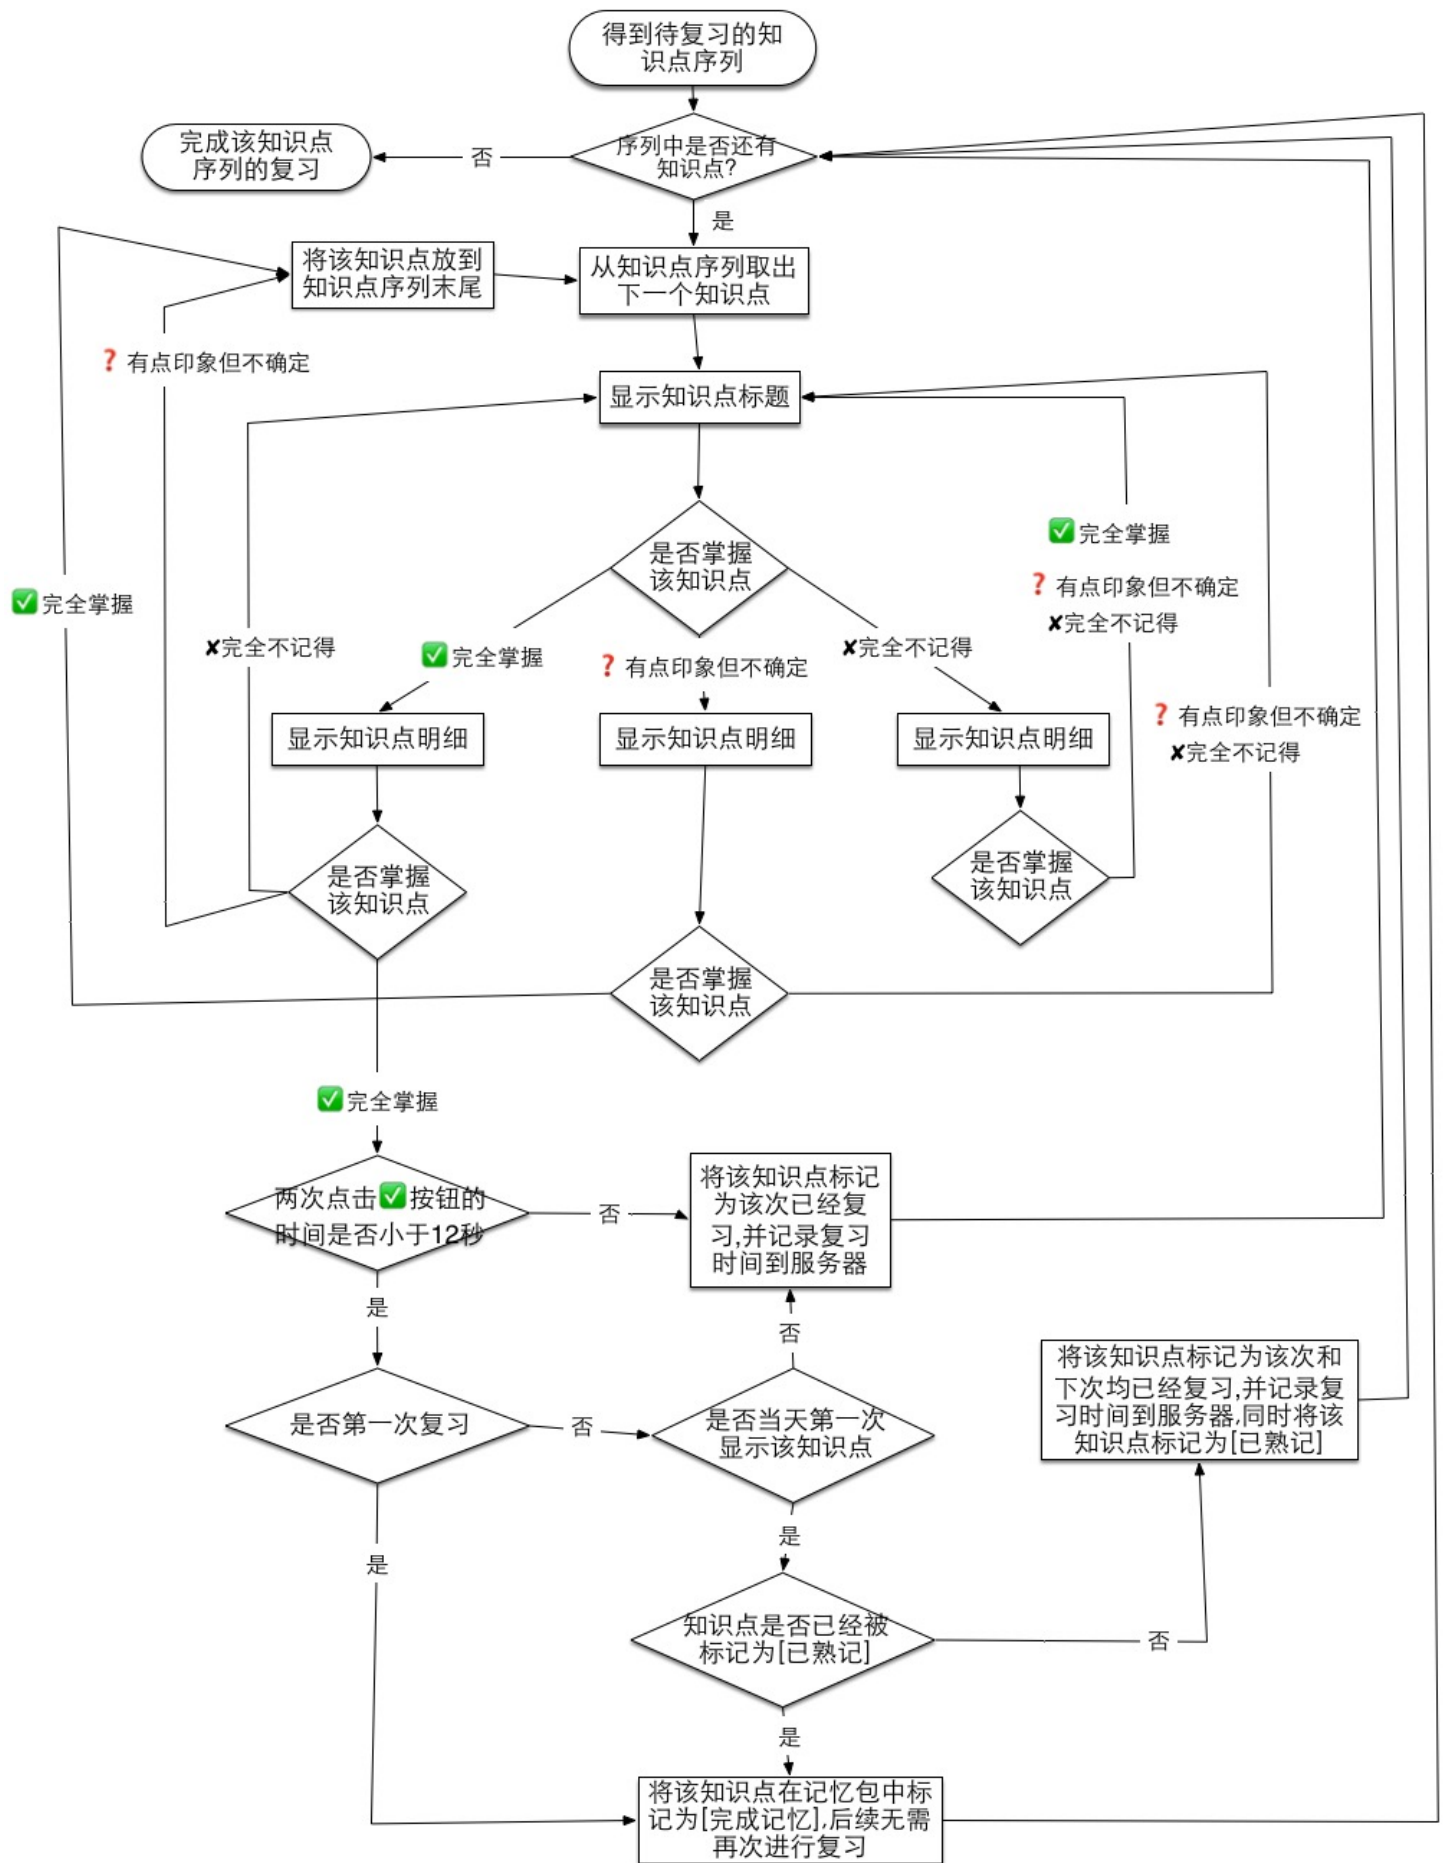 得到待复习的知
识点序列
序列中是否还有
知识点?
否
完成该知识点
序列的复习
是
将该知识点放到
知识点序列末尾
从知识点序列取出
下一个知识点
❓ 有点印象但不确定
显示知识点标题
是否掌握
该知识点
✅ 完全掌握
❓ 有点印象但不确定
✘完全不记得
✅ 完全掌握
✘完全不记得
✅ 完全掌握
❓ 有点印象但不确定
✘完全不记得
❓ 有点印象但不确定
✘完全不记得
显示知识点明细
显示知识点明细
显示知识点明细
是否掌握
该知识点
是否掌握
该知识点
是否掌握
该知识点
✅ 完全掌握
两次点击✅按钮的
时间是否小于12秒
否
将该知识点标记
为该次已经复
习,并记录复习
时间到服务器
是
否
是否第一次复习
否
是否当天第一次
显示该知识点
将该知识点标记为该次和
下次均已经复习,并记录复
习时间到服务器,同时将该
知识点标记为[已熟记]
是
是
知识点是否已经被
标记为[已熟记]
否
是
将该知识点在记忆包中标
记为[完成记忆],后续无需
再次进行复习